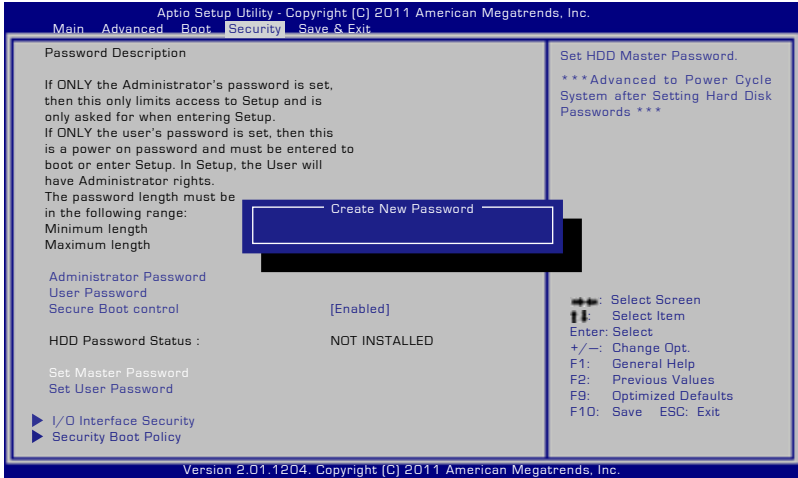 Aptio Setup Utility - Copyright (C) 2011 American Megatrends, Inc.
Main Advanced Boot Security Save & Exit
Password Description
If ONLY the Administrator's password is set,
then this only limits access to Setup and is
only asked for when entering Setup.
If ONLY the user's password is set, then this
is a power on password and must be entered to
boot or enter Setup. In Setup, the User will
have Administrator rights.
The password length must be
in the following range:
Minimum length
Maximum length
Create New Password
Administrator Password
User Password
Secure Boot control [Enabled]
HDD Password Status : NOT INSTALLED
Set Master Password
Set User Password
I/O Interface Security
Security Boot Policy
Set HDD Master Password.
***Advanced to Power Cycle
System after Setting Hard Disk
Passwords ***
: Select Screen
: Select Item
Enter: Select
+/—: Change Opt.
F1: General Help
F2: Previous Values
F9: Optimized Defaults
F10: Save ESC: Exit
Version 2.01.1204. Copyright (C) 2011 American Megatrends, Inc.